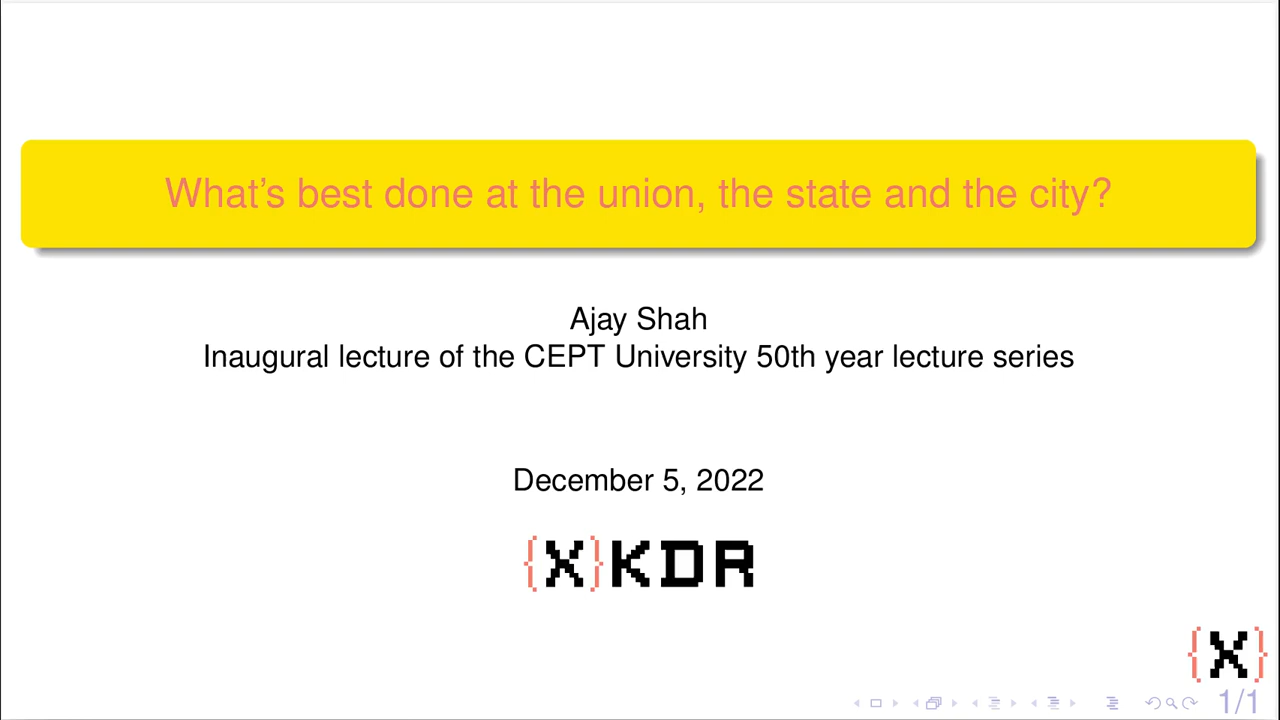 What's best done at the union, the state and the city?
Ajay Shah
Inaugural lecture of the CEPT University 50th year lecture series
December 5, 2022
{X}KDR
{X}
1/1